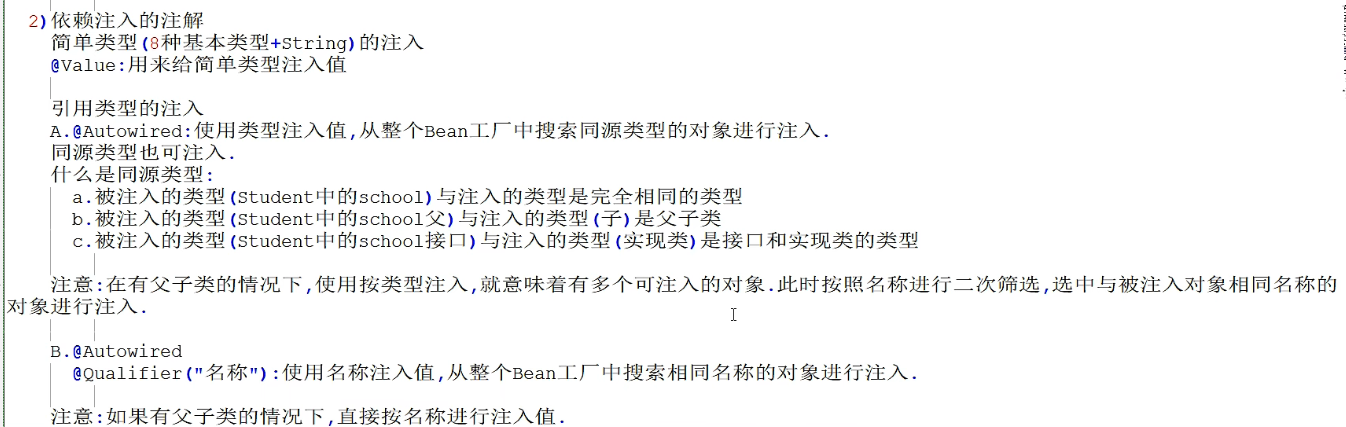 2)依赖注入的注解
简单类型(8种基本类型+String)的注入
@Value:用来给简单类型注入值
引用类型的注入
A.@Autowired:使用类型注入值,从整个Bean工厂中搜索同源类型的对象进行注入.
同源类型也可注入.
什么是同源类型:
a.被注入的类型(Student中的school)与注入的类型是完全相同的类型
b.被注入的类型(Student中的school父)与注入的类型(子)是父子类
c.被注入的类型(Student中的school接口)与注入的类型(实现类)是接口和实现类的类型
注意:在有父子类的情况下,使用按类型注入,就意味着有多个可注入的对象.此时按照名称进行二次筛选,选中与被注入对象相同名称的
对象进行注入.
B.@Autowired
@Qualifier("名称"):使用名称注入值,从整个Bean工厂中搜索相同名称的对象进行注入.
注意:如果有父子类的情况下,直接按名称进行注入值.